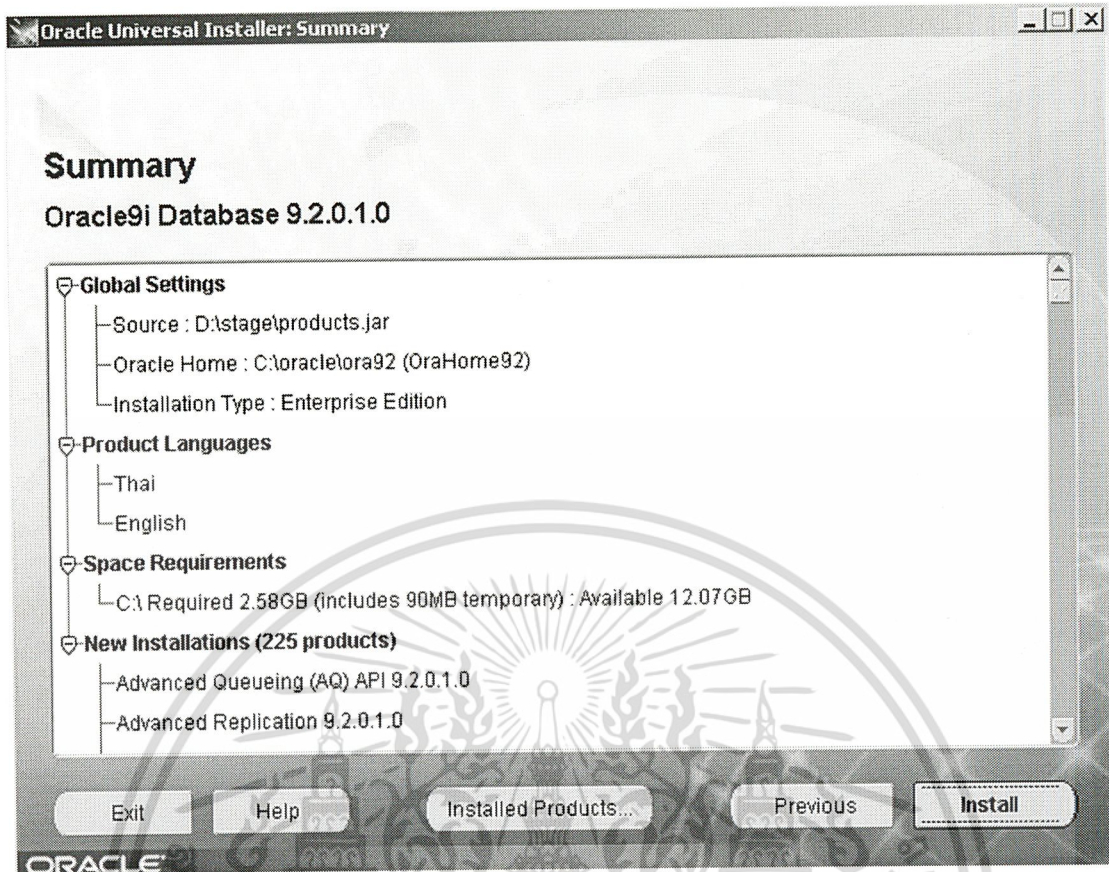 Oracle Universal Installer: Summary
Summary
Oracle9i Database 9.2.0.1.0
Global Settings
Source : D:\stage\products.jar
Oracle Home : C:\oracle\ora92 (OraHome92)
Installation Type : Enterprise Edition
Product Languages
Thai
English
Space Requirements
C:\ Required 2.58GB (includes 90MB temporary) : Available 12.07GB
New Installations (225 products)
Advanced Queueing (AQ) API 9.2.0.1.0
Advanced Replication 9.2.0.1.0
Exit
Help
Installed Products...
Previous
Install
ORACLE